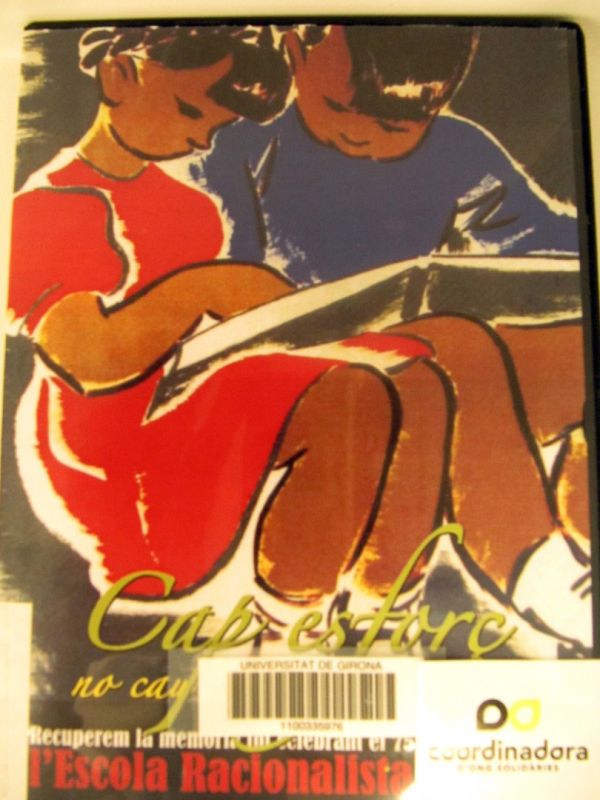 Cap esforç
no cay
UNIVERSITAT DE GIRONA
1100335976
Recuperem la memòria celebrant el 75
l'Escola Racionalista
coordinadora
D'ONG SOLIDÀRIES